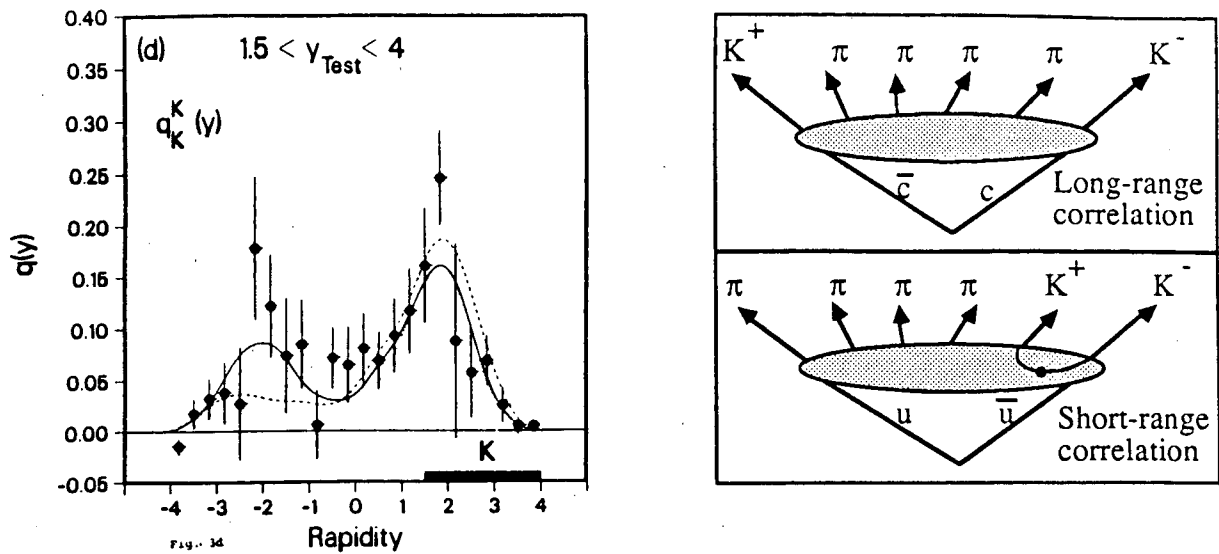 0.40
(d) 1.5 < y_Test < 4
0.35
q_K^K (y)
0.30
0.25
0.20
0.15
0.10
0.05
0.00
-0.05
q(y)
K
-4 -3 -2 -1 0 1 2 3 4
Rapidity
Fig. 3d
K+ π π π π K-
c̄ c
Long-range
correlation
π π π π K+ K-
u ū
Short-range
correlation